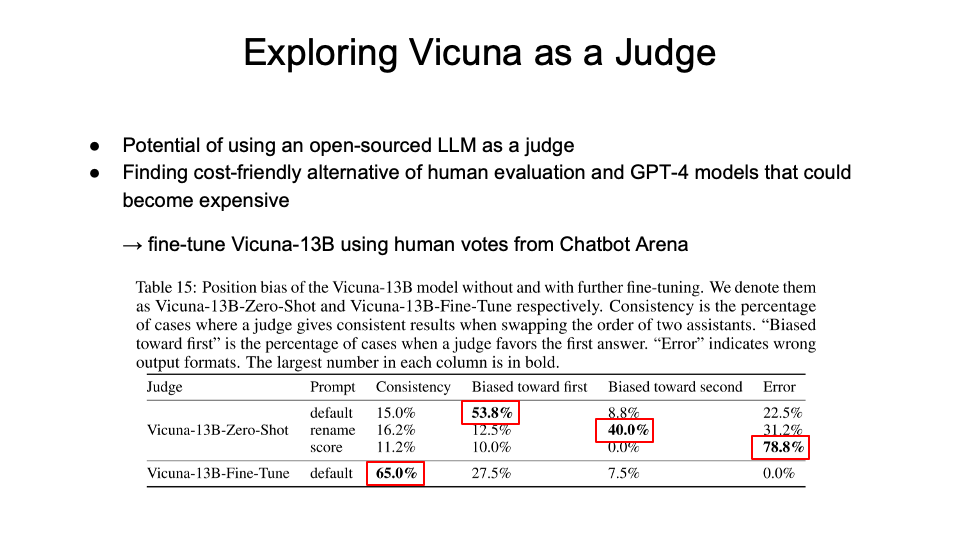 Exploring Vicuna as a Judge
● Potential of using an open-sourced LLM as a judge
● Finding cost-friendly alternative of human evaluation and GPT-4 models that could
become expensive
→ fine-tune Vicuna-13B using human votes from Chatbot Arena
Table 15: Position bias of the Vicuna-13B model without and with further fine-tuning. We denote them
as Vicuna-13B-Zero-Shot and Vicuna-13B-Fine-Tune respectively. Consistency is the percentage
of cases where a judge gives consistent results when swapping the order of two assistants. “Biased
toward first” is the percentage of cases when a judge favors the first answer. “Error” indicates wrong
output formats. The largest number in each column is in bold.
Judge Prompt Consistency Biased toward first Biased toward second Error
default 15.0% 53.8% 8.8% 22.5%
Vicuna-13B-Zero-Shot rename 16.2% 12.5% 40.0% 31.2%
score 11.2% 10.0% 0.0% 78.8%
Vicuna-13B-Fine-Tune default 65.0% 27.5% 7.5% 0.0%